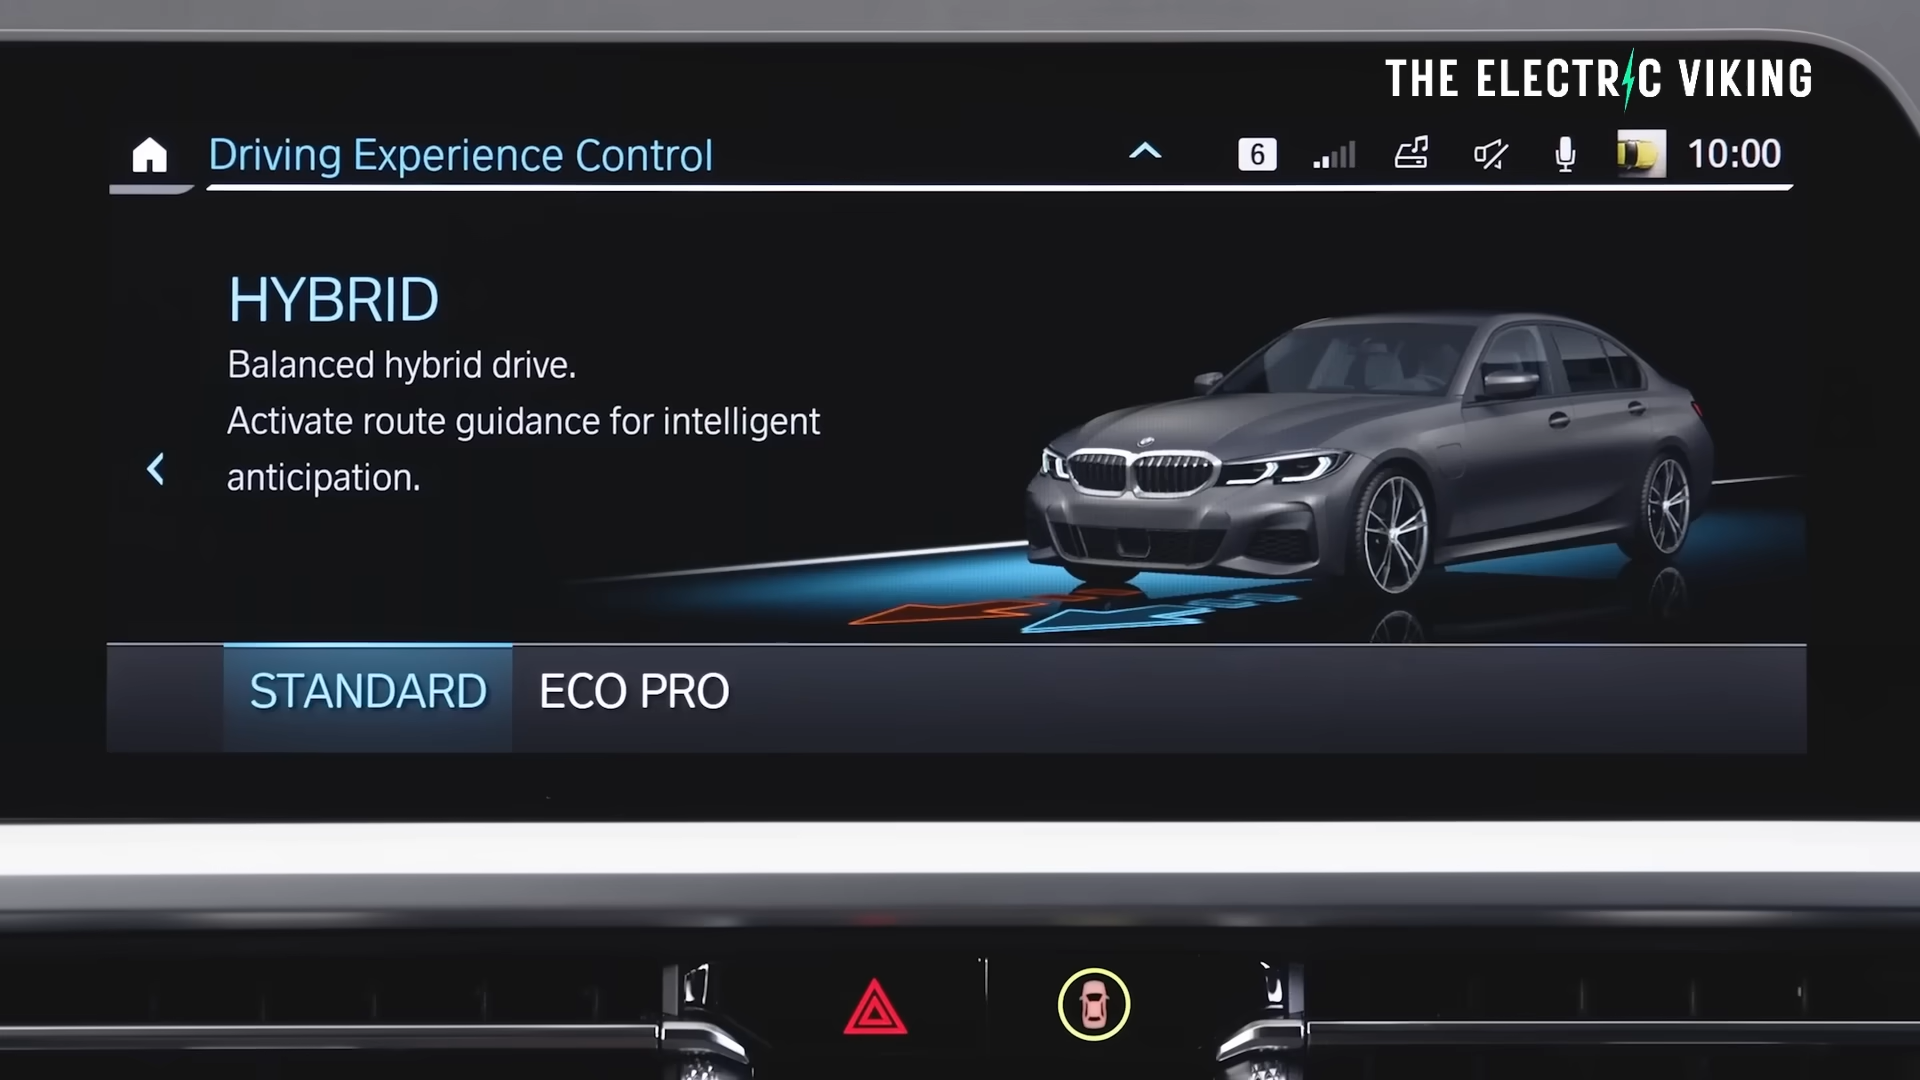 THE ELECTRIC VIKING
Driving Experience Control
6
10:00
HYBRID
Balanced hybrid drive.
Activate route guidance for intelligent
anticipation.
STANDARD
ECO PRO